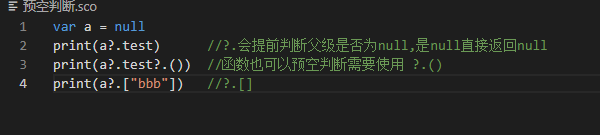 预空判断.sco
1 var a = null
2 print(a?.test) //?.会提前判断父级是否为null,是null直接返回null
3 print(a?.test?.()) //函数也可以预空判断需要使用 ?.()
4 print(a?.["bbb"]) //?.[]